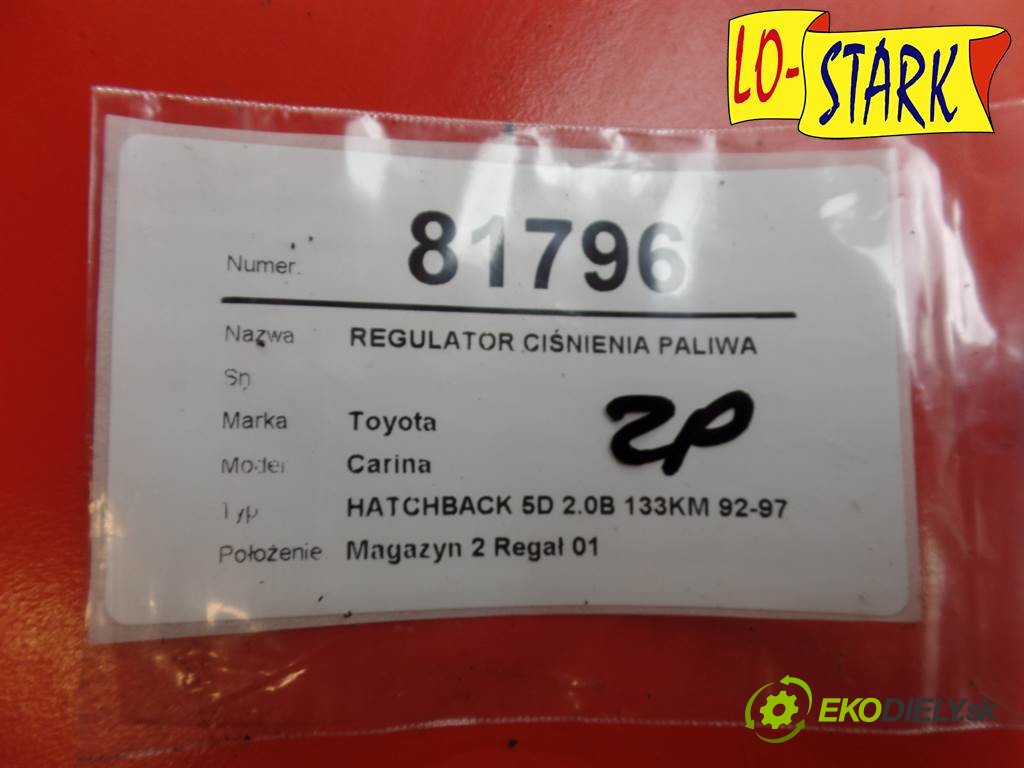 LO-STARK
Numer. 81796
Nazwa REGULATOR CIŚNIENIA PALIWA
Sn
Marka Toyota
Model Carina
Typ HATCHBACK 5D 2.0B 133KM 92-97
Położenie Magazyn 2 Regał 01
ZP
EKODIELY.sk